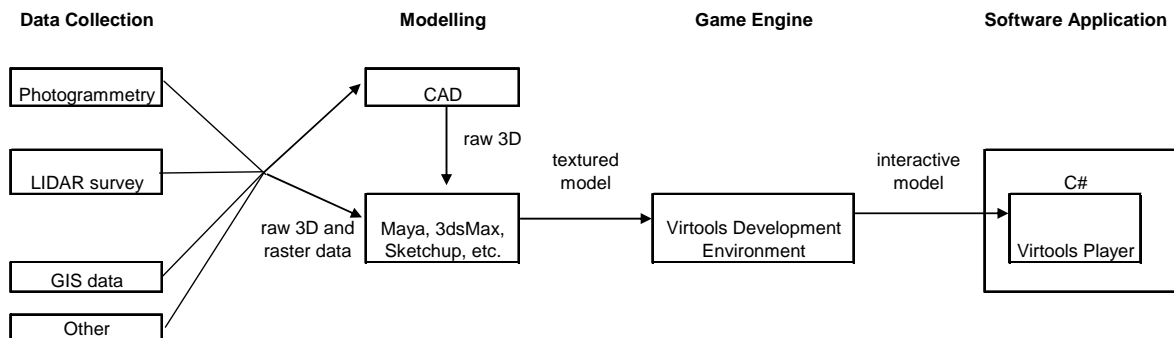 Data Collection
Modelling
Game Engine
Software Application
Photogrammetry
LIDAR survey
GIS data
Other
raw 3D and
raster data
CAD
raw 3D
Maya, 3dsMax,
Sketchup, etc.
textured
model
Virtools Development
Environment
interactive
model
C#
Virtools Player